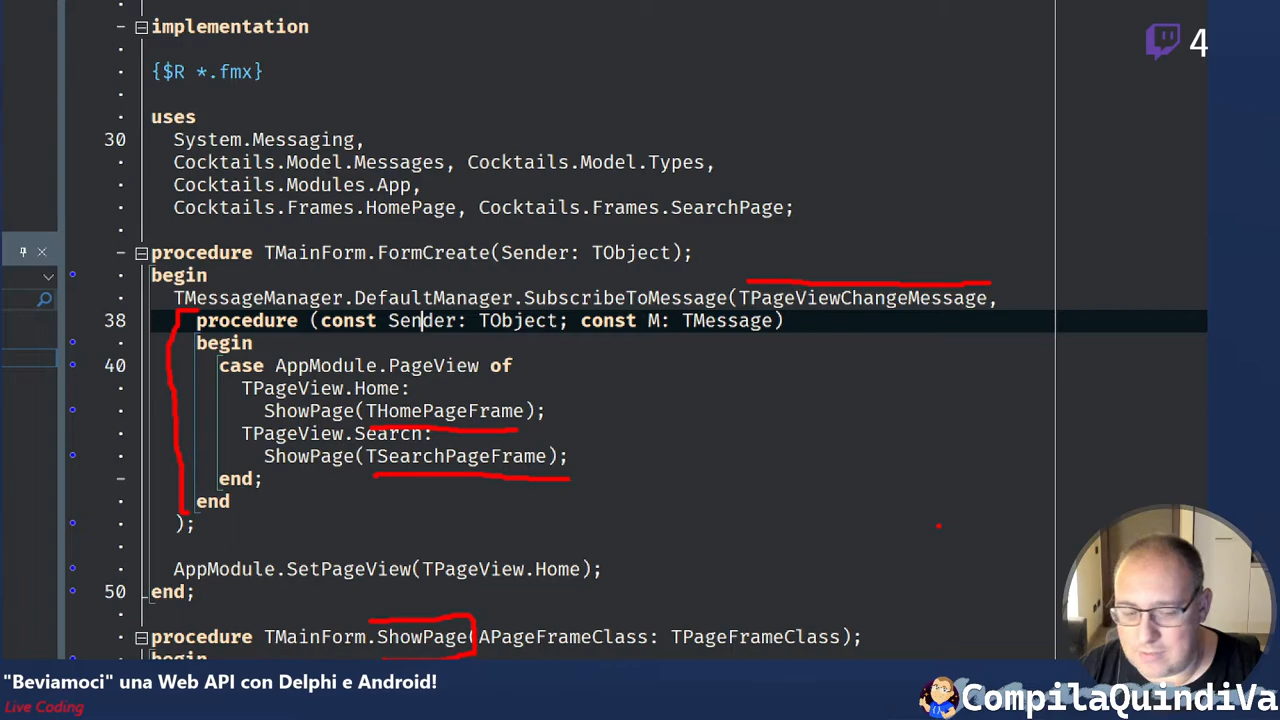 implementation
{$R *.fmx}
uses
30 System.Messaging,
Cocktails.Model.Messages, Cocktails.Model.Types,
Cocktails.Modules.App,
Cocktails.Frames.HomePage, Cocktails.Frames.SearchPage;
procedure TMainForm.FormCreate(Sender: TObject);
begin
TMessageManager.DefaultManager.SubscribeToMessage(TPageViewChangeMessage,
38 procedure (const Sender: TObject; const M: TMessage)
begin
40 case AppModule.PageView of
TPageView.Home:
ShowPage(THomePageFrame);
TPageView.Search:
ShowPage(TSearchPageFrame);
end;
end
);
AppModule.SetPageView(TPageView.Home);
50 end;
procedure TMainForm.ShowPage(APageFrameClass: TPageFrameClass);
begin
4
"Beviamoci" una Web API con Delphi e Android!
Live Coding
CompilaQuindiVa